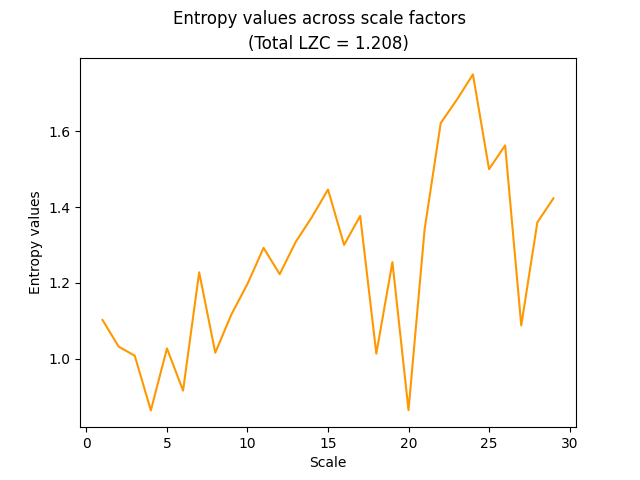 Entropy values across scale factors
(Total LZC = 1.208)
1.6
1.4
1.2
1.0
Entropy values
0 5 10 15 20 25 30
Scale